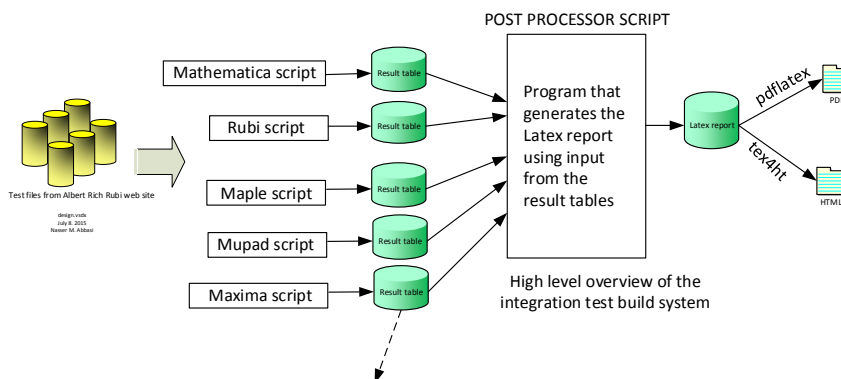 POST PROCESSOR SCRIPT
Mathematica script
Result table
Rubi script
Result table
Maple script
Result table
Mupad script
Result table
Maxima script
Result table
Test files from Albert Rich Rubi web site
design.vsdx
July 8. 2015
Nasser M. Abbasi
Program that
generates the
Latex report
using input
from the
result tables
Latex report
pdflatex
tex4ht
PD
HTML
High level overview of the
integration test build system